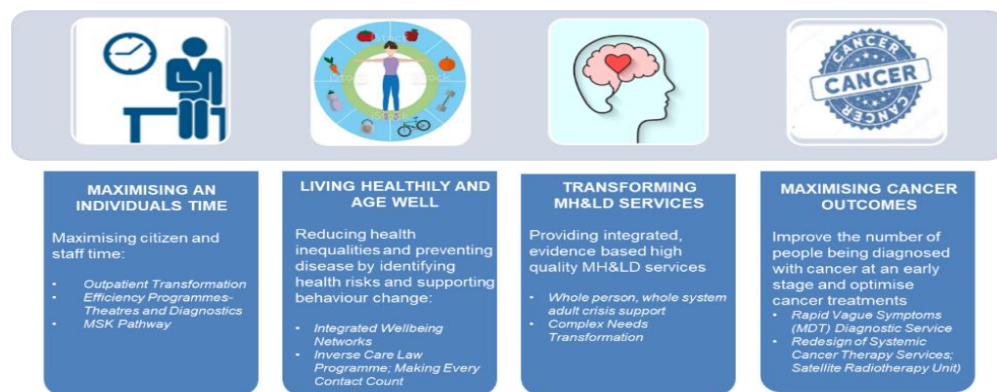 CANCER
CANCER
CANCER
MAXIMISING AN
INDIVIDUALS TIME
Maximising citizen and
staff time:
• Outpatient Transformation
• Efficiency Programmes-
Theatres and Diagnostics
• MSK Pathway
LIVING HEALTHILY AND
AGE WELL
Reducing health
inequalities and preventing
disease by identifying
health risks and supporting
behaviour change:
• Integrated Wellbeing
Networks
• Inverse Care Law
Programme; Making Every
Contact Count
TRANSFORMING
MH&LD SERVICES
Providing integrated,
evidence based high
quality MH&LD services
• Whole person, whole system
adult crisis support
• Complex Needs
Transformation
MAXIMISING CANCER
OUTCOMES
Improve the number of
people being diagnosed
with cancer at an early
stage and optimise
cancer treatments
• Rapid Vague Symptoms
(MDT) Diagnostic Service
• Redesign of Systemic
Cancer Therapy Services;
Satellite Radiotherapy Unit)